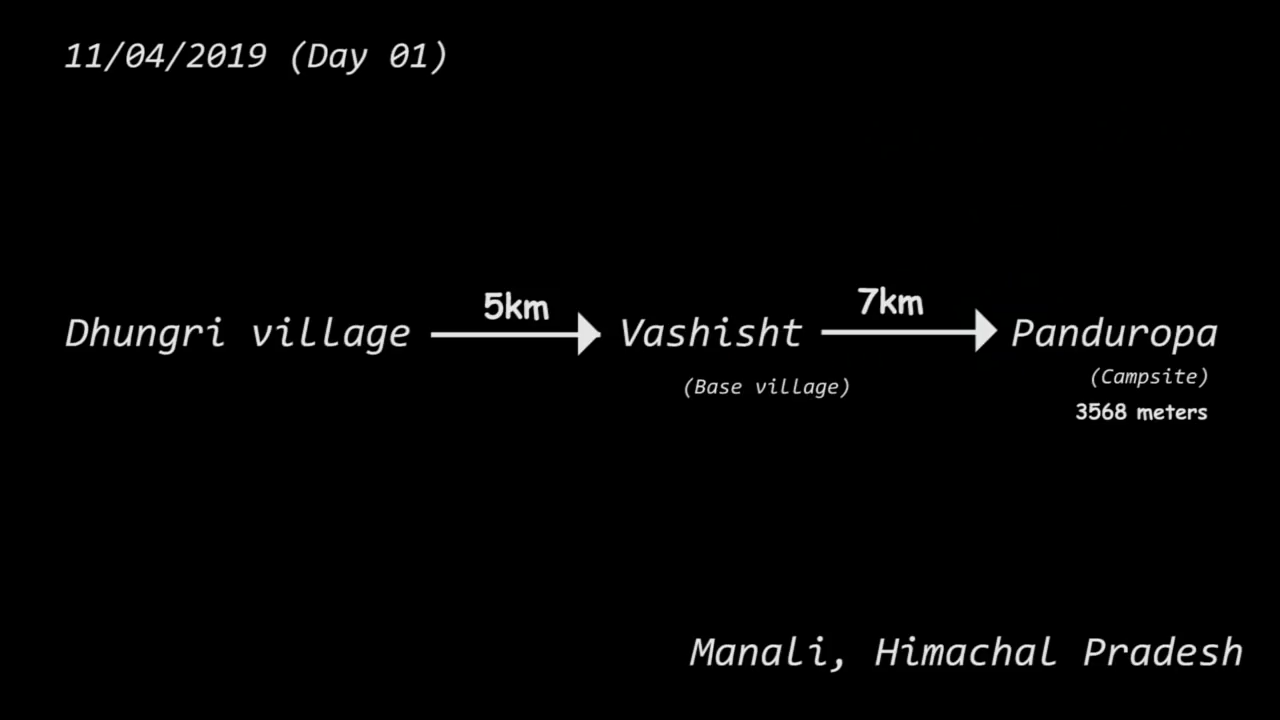 11/04/2019 (Day 01)
5km
7km
Dhungri village
Vashisht
Panduropa
(Base village)
(Campsite)
3568 meters
Manali, Himachal Pradesh